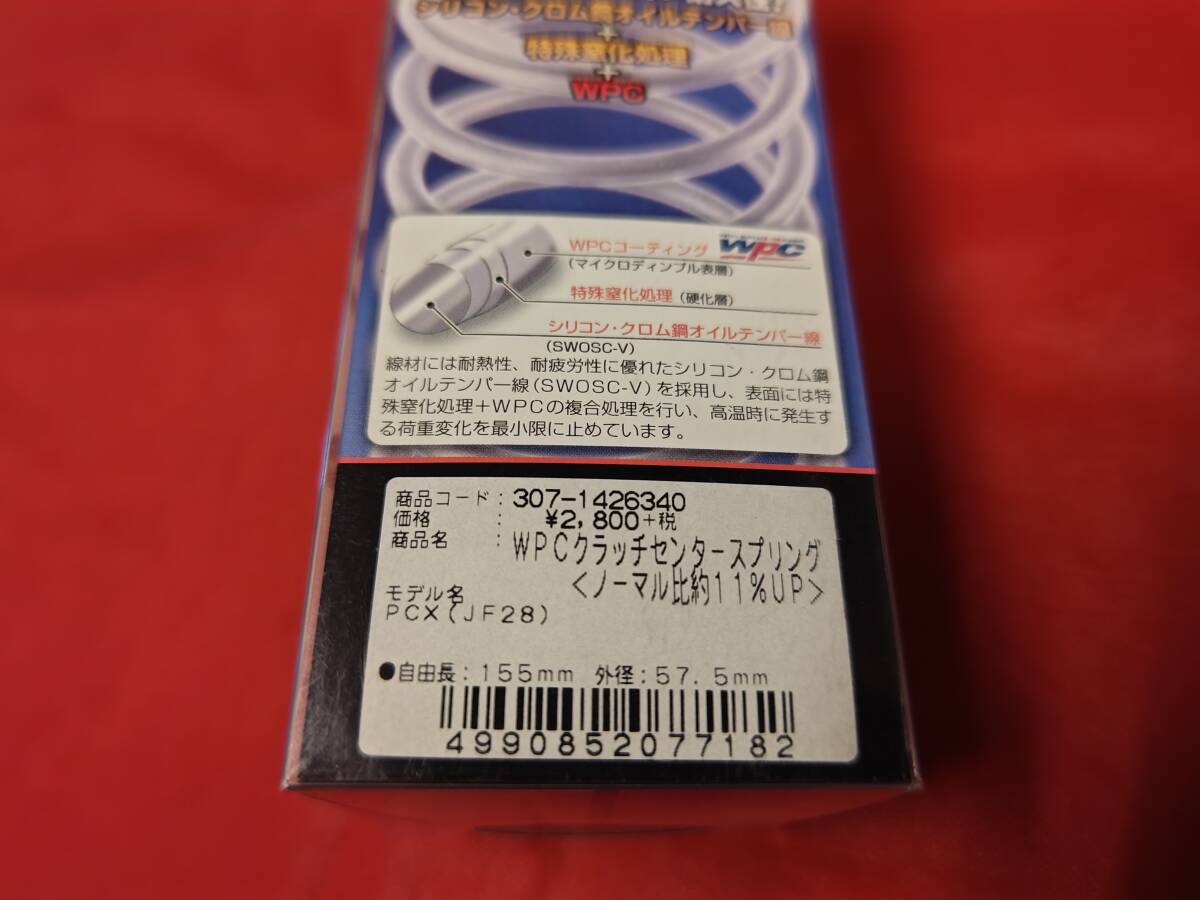 シリコン・クロム鋼オイルテンパー線
+
特殊窒化処理
+
WPC
WPCコーティング WPC
(マイクロディンプル表層)
特殊窒化処理 (硬化層)
シリコン・クロム鋼オイルテンパー線
(SWOSC-V)
線材には耐熱性、耐疲労性に優れたシリコン・クロム鋼
オイルテンパー線(SWOSC-V)を採用し、表面には特
殊窒化処理+WPCの複合処理を行い、高温時に発生す
る荷重変化を最小限に止めています。
商品コード: 307-1426340
価格 : ¥2,800+税
商品名 : WPCクラッチセンタースプリング
<ノーマル比約11%UP>
モデル名
PCX(JF28)
●自由長:155mm 外径:57.5mm
4990852077182